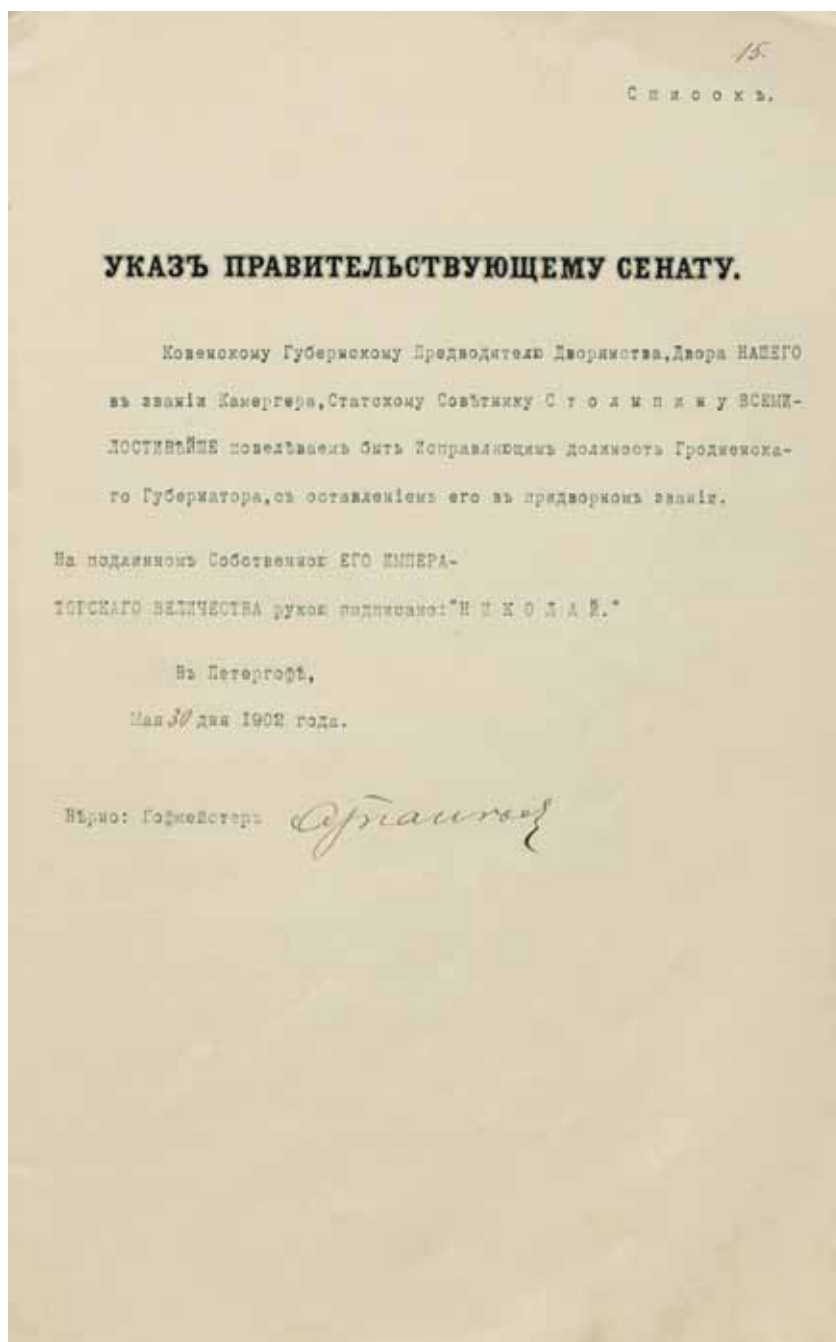 15.
Списокъ.
УКАЗЪ ПРАВИТЕЛЬСТВУЮЩЕМУ СЕНАТУ.
Ковенскому Губернскому Предводителю Дворянства, Двора НАШЕГО
въ званіи Камергера, Статскому Совѣтнику Столыпину ВСЕМИ-
ЛОСТИВѢЙШЕ повелѣваемъ быть Исправляющимъ должность Гродненска-
го Губернатора, съ оставленіемъ его въ придворномъ званіи.
На подлинномъ Собственною ЕГО ИМПЕРА-
ТОРСКАГО ВЕЛИЧЕСТВА рукою подписано: "НИКОЛАЙ."
Въ Петергофѣ,
Мая 30 дня 1902 года.
Вѣрно: Гофмейстеръ